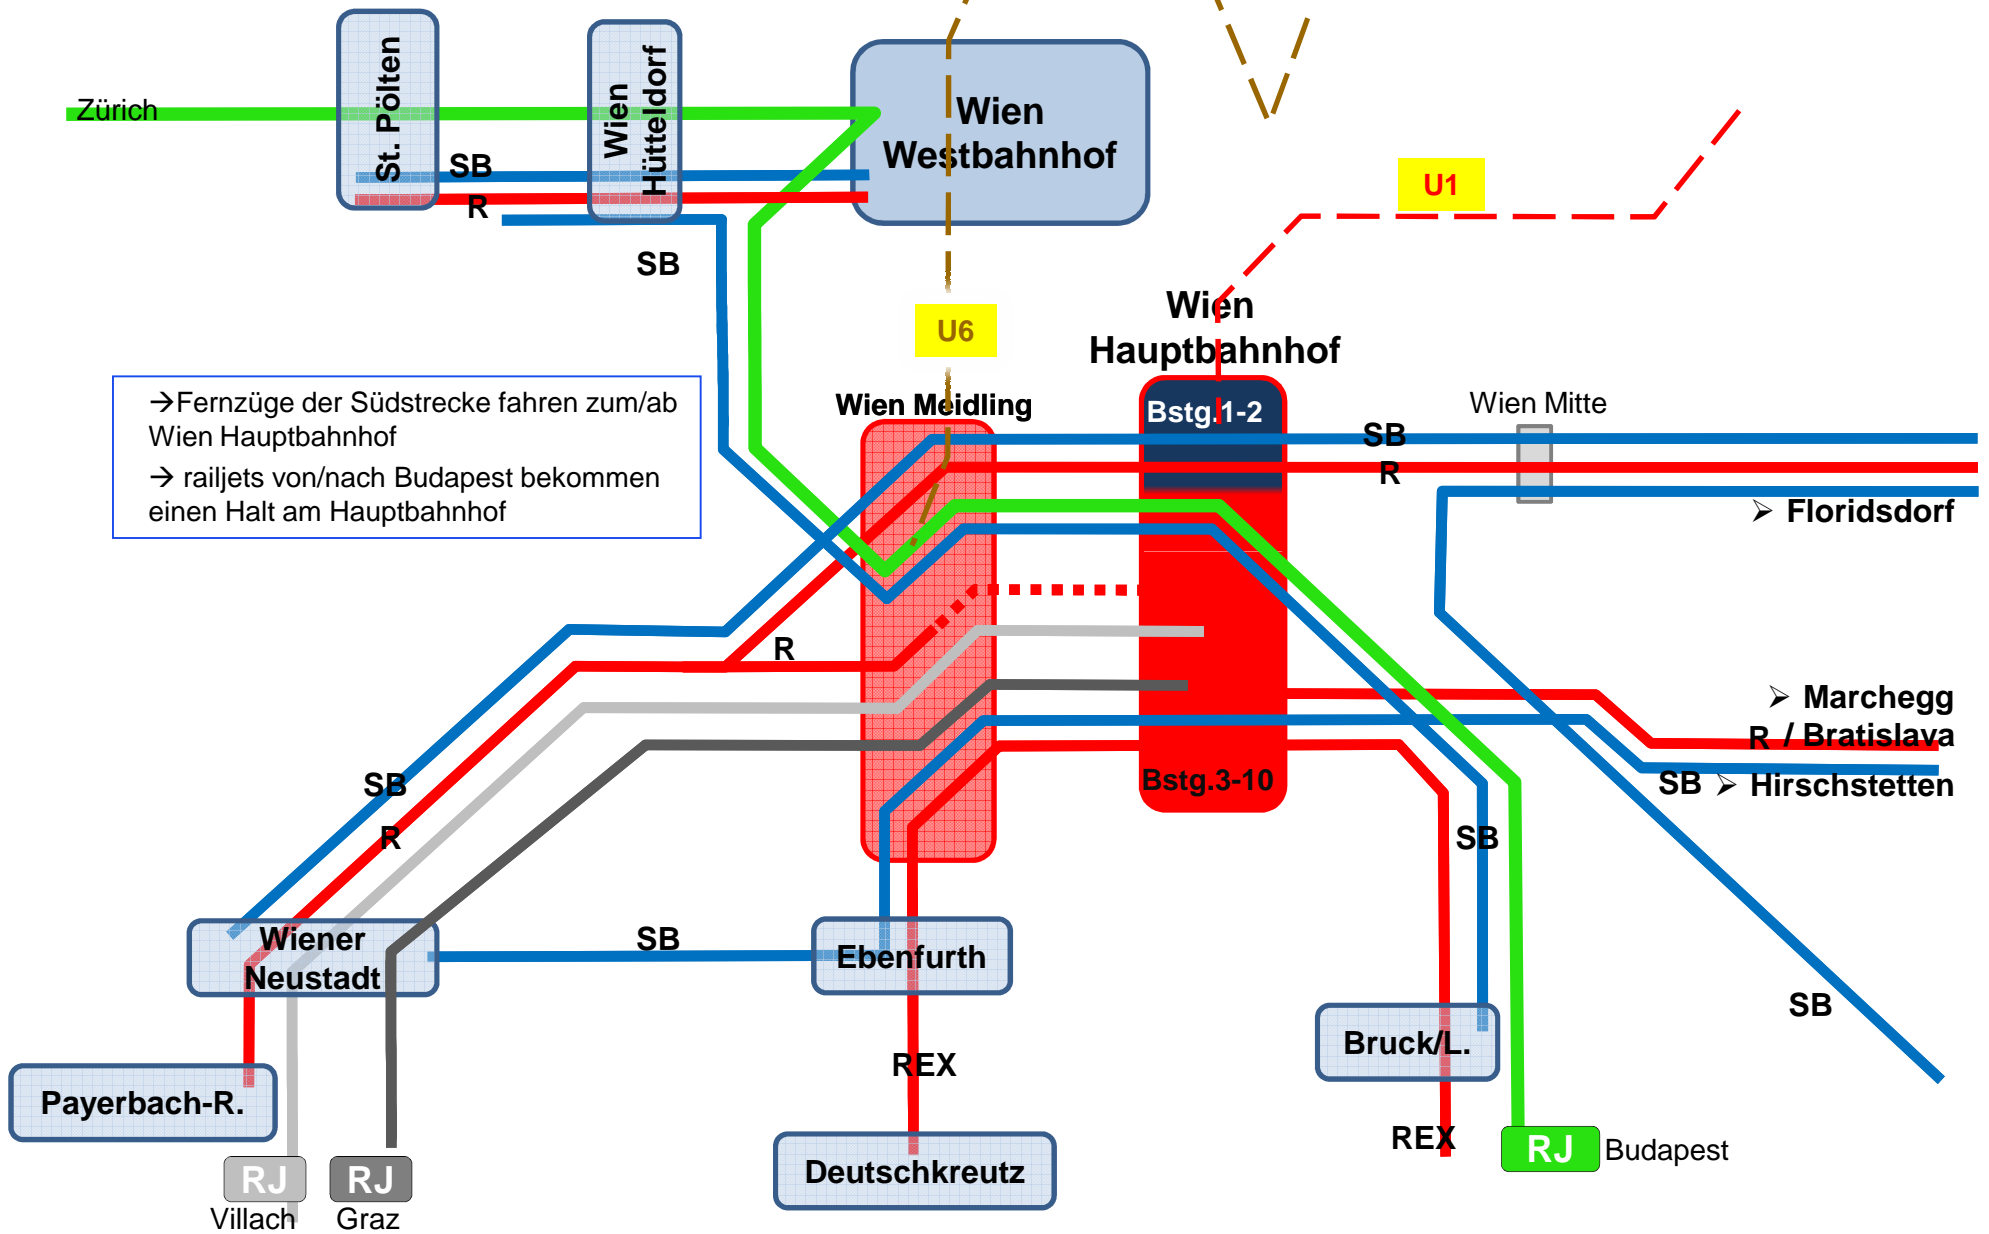 St. Pölten
Wien
Hütteldorf
Zürich
Wien
Westbahnhof
SB
R
SB
U1
U6
Wien
Hauptbahnhof
→Fernzüge der Südstrecke fahren zum/ab
Wien Hauptbahnhof
→ railjets von/nach Budapest bekommen
einen Halt am Hauptbahnhof
Wien Meidling
Bstg.1-2
Wien Mitte
SB
R
➢ Floridsdorf
R
➢ Marchegg
R / Bratislava
SB ➢ Hirschstetten
Bstg.3-10
SB
R
SB
Wiener
Neustadt
SB
Ebenfurth
SB
Bruck/L.
REX
Payerbach-R.
REX
RJ Budapest
Deutschkreutz
RJ
Villach
RJ
Graz